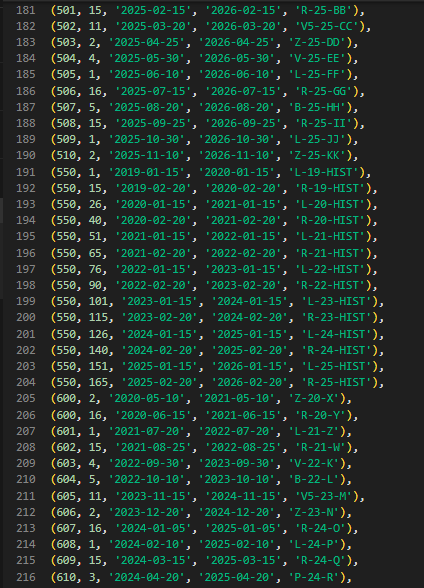 181 (501, 15, '2025-02-15', '2026-02-15', 'R-25-BB'),
182 (502, 11, '2025-03-20', '2026-03-20', 'V5-25-CC'),
183 (503, 2, '2025-04-25', '2026-04-25', 'Z-25-DD'),
184 (504, 4, '2025-05-30', '2026-05-30', 'V-25-EE'),
185 (505, 1, '2025-06-10', '2026-06-10', 'L-25-FF'),
186 (506, 16, '2025-07-15', '2026-07-15', 'R-25-GG'),
187 (507, 5, '2025-08-20', '2026-08-20', 'B-25-HH'),
188 (508, 15, '2025-09-25', '2026-09-25', 'R-25-II'),
189 (509, 1, '2025-10-30', '2026-10-30', 'L-25-JJ'),
190 (510, 2, '2025-11-10', '2026-11-10', 'Z-25-KK'),
191 (550, 1, '2019-01-15', '2020-01-15', 'L-19-HIST'),
192 (550, 15, '2019-02-20', '2020-02-20', 'R-19-HIST'),
193 (550, 26, '2020-01-15', '2021-01-15', 'L-20-HIST'),
194 (550, 40, '2020-02-20', '2021-02-20', 'R-20-HIST'),
195 (550, 51, '2021-01-15', '2022-01-15', 'L-21-HIST'),
196 (550, 65, '2021-02-20', '2022-02-20', 'R-21-HIST'),
197 (550, 76, '2022-01-15', '2023-01-15', 'L-22-HIST'),
198 (550, 90, '2022-02-20', '2023-02-20', 'R-22-HIST'),
199 (550, 101, '2023-01-15', '2024-01-15', 'L-23-HIST'),
200 (550, 115, '2023-02-20', '2024-02-20', 'R-23-HIST'),
201 (550, 126, '2024-01-15', '2025-01-15', 'L-24-HIST'),
202 (550, 140, '2024-02-20', '2025-02-20', 'R-24-HIST'),
203 (550, 151, '2025-01-15', '2026-01-15', 'L-25-HIST'),
204 (550, 165, '2025-02-20', '2026-02-20', 'R-25-HIST'),
205 (600, 2, '2020-05-10', '2021-05-10', 'Z-20-X'),
206 (600, 16, '2020-06-15', '2021-06-15', 'R-20-Y'),
207 (601, 1, '2021-07-20', '2022-07-20', 'L-21-Z'),
208 (602, 15, '2021-08-25', '2022-08-25', 'R-21-W'),
209 (603, 4, '2022-09-30', '2023-09-30', 'V-22-K'),
210 (604, 5, '2022-10-10', '2023-10-10', 'B-22-L'),
211 (605, 11, '2023-11-15', '2024-11-15', 'V5-23-M'),
212 (606, 2, '2023-12-20', '2024-12-20', 'Z-23-N'),
213 (607, 16, '2024-01-05', '2025-01-05', 'R-24-O'),
214 (608, 1, '2024-02-10', '2025-02-10', 'L-24-P'),
215 (609, 15, '2024-03-15', '2025-03-15', 'R-24-Q'),
216 (610, 3, '2024-04-20', '2025-04-20', 'P-24-R'),